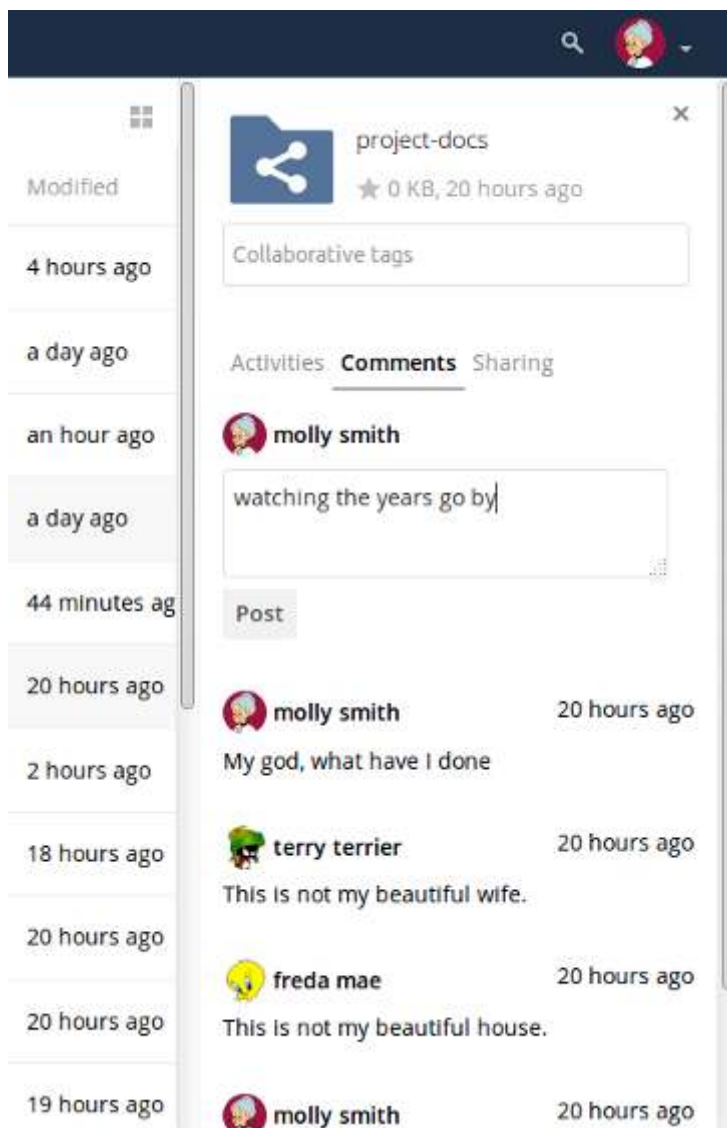 Modified
4 hours ago
a day ago
an hour ago
a day ago
44 minutes ag
20 hours ago
2 hours ago
18 hours ago
20 hours ago
20 hours ago
19 hours ago
project-docs
0 KB, 20 hours ago
Collaborative tags
Activities Comments Sharing
molly smith
watching the years go by
Post
molly smith 20 hours ago
My god, what have I done
terry terrier 20 hours ago
This is not my beautiful wife.
freda mae 20 hours ago
This is not my beautiful house.
molly smith 20 hours ago